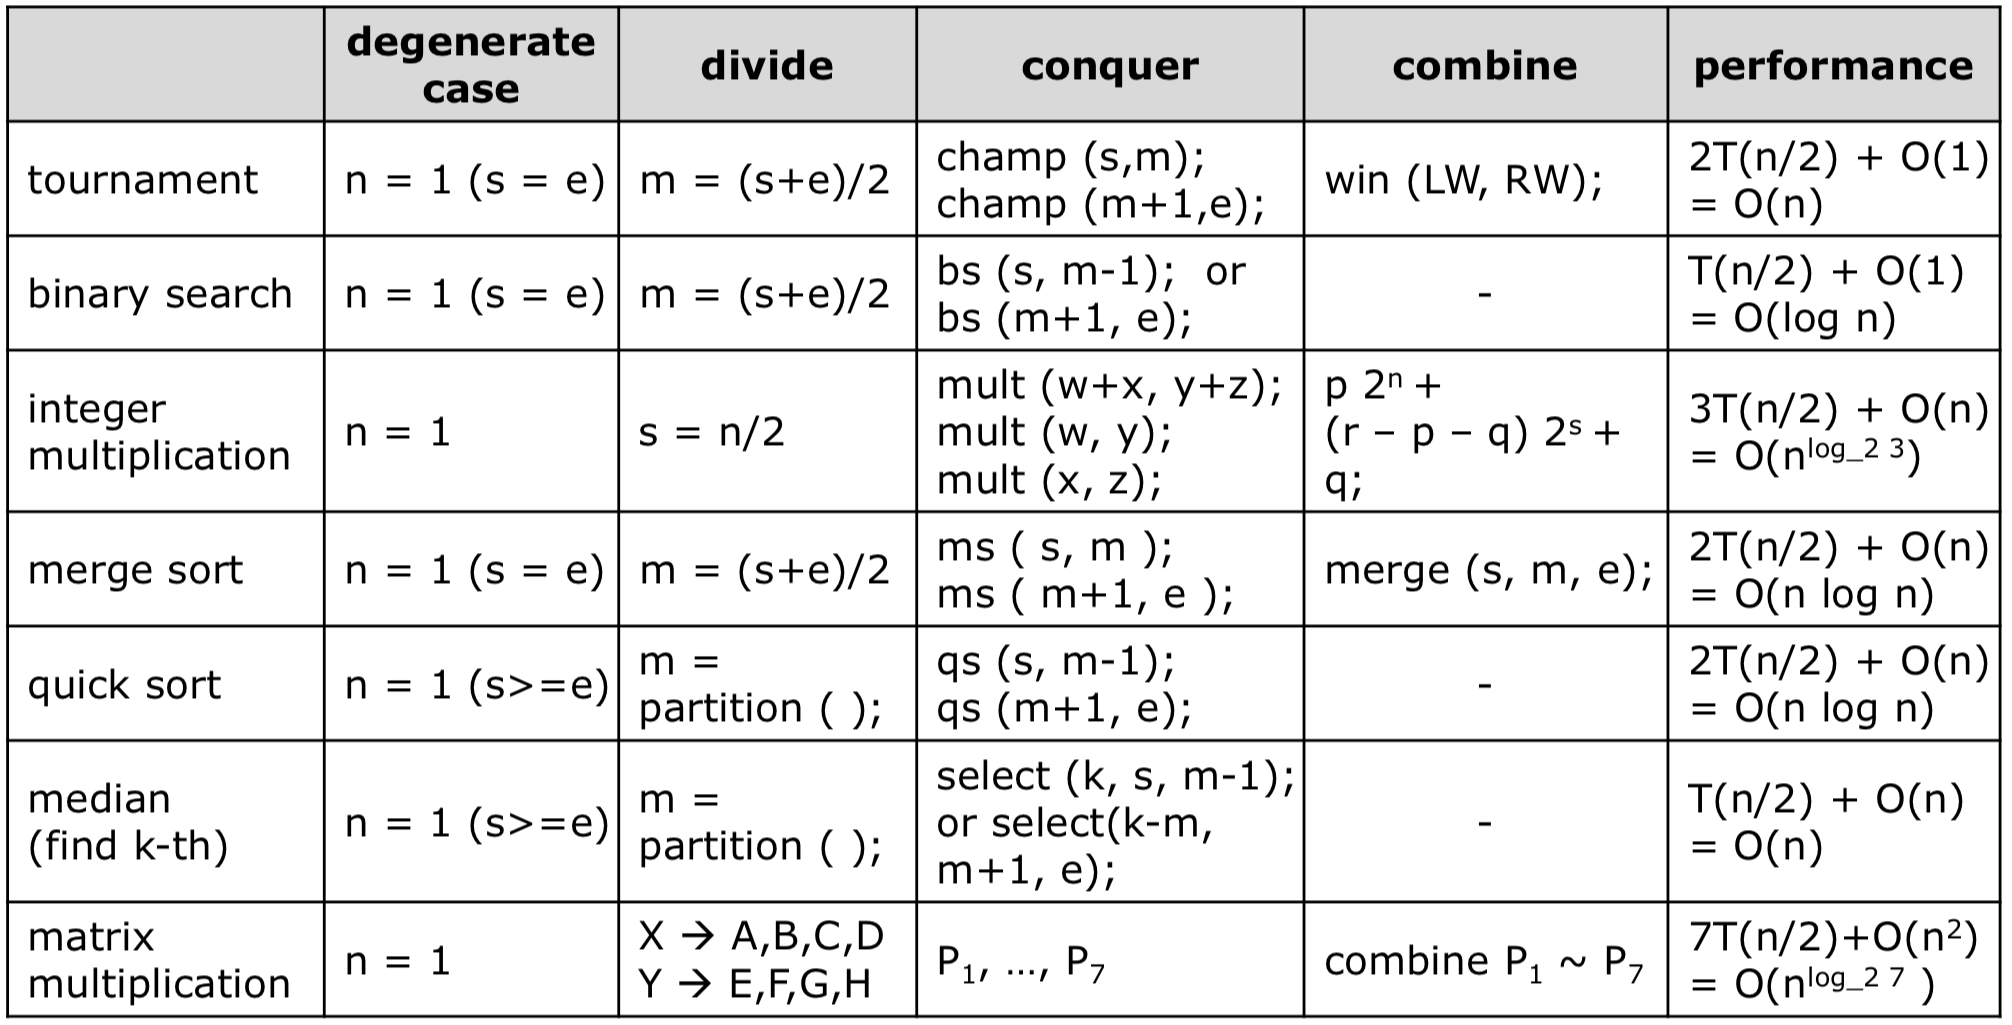 degenerate
case
divide
conquer
combine
performance
tournament
n = 1 (s = e)
m = (s+e)/2
champ (s,m);
champ (m+1,e);
win (LW, RW);
2T(n/2) + O(1)
= O(n)
binary search
n = 1 (s = e)
m = (s+e)/2
bs (s, m-1);  or
bs (m+1, e);
-
T(n/2) + O(1)
= O(log n)
integer
multiplication
n = 1
s = n/2
mult (w+x, y+z);
mult (w, y);
mult (x, z);
p 2ⁿ +
(r – p – q) 2ˢ +
q;
3T(n/2) + O(n)
= O(n^log_2 3)
merge sort
n = 1 (s = e)
m = (s+e)/2
ms ( s, m );
ms ( m+1, e );
merge (s, m, e);
2T(n/2) + O(n)
= O(n log n)
quick sort
n = 1 (s>=e)
m =
partition ( );
qs (s, m-1);
qs (m+1, e);
-
2T(n/2) + O(n)
= O(n log n)
median
(find k-th)
n = 1 (s>=e)
m =
partition ( );
select (k, s, m-1);
or select(k-m,
m+1, e);
-
T(n/2) + O(n)
= O(n)
matrix
multiplication
n = 1
X → A,B,C,D
Y → E,F,G,H
P₁, …, P₇
combine P₁ ~ P₇
7T(n/2)+O(n²)
= O(n^log_2 7 )